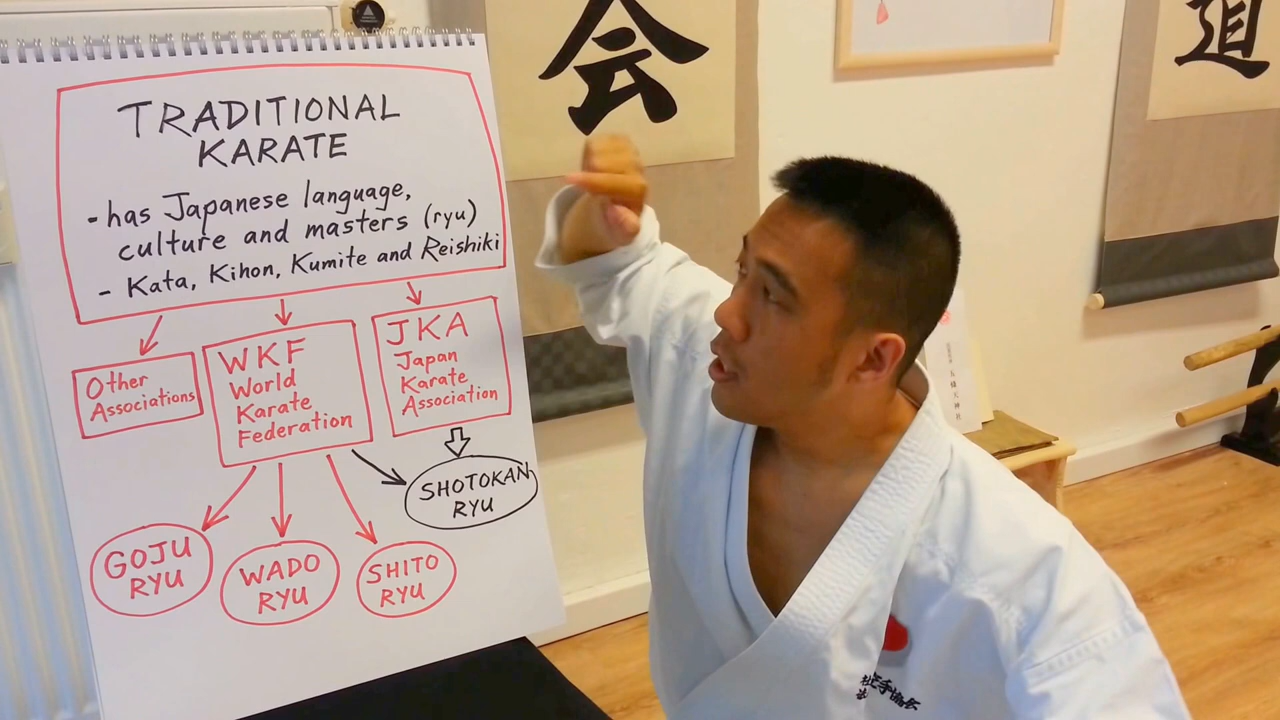 TRADITIONAL
KARATE
- has Japanese language,
culture and masters (ryu)
- Kata, Kihon, Kumite and Reishiki
Other
Associations
WKF
World
Karate
Federation
JKA
Japan
Karate
Association
SHOTOKAN
RYU
GOJU
RYU
WADO
RYU
SHITO
RYU
会
道